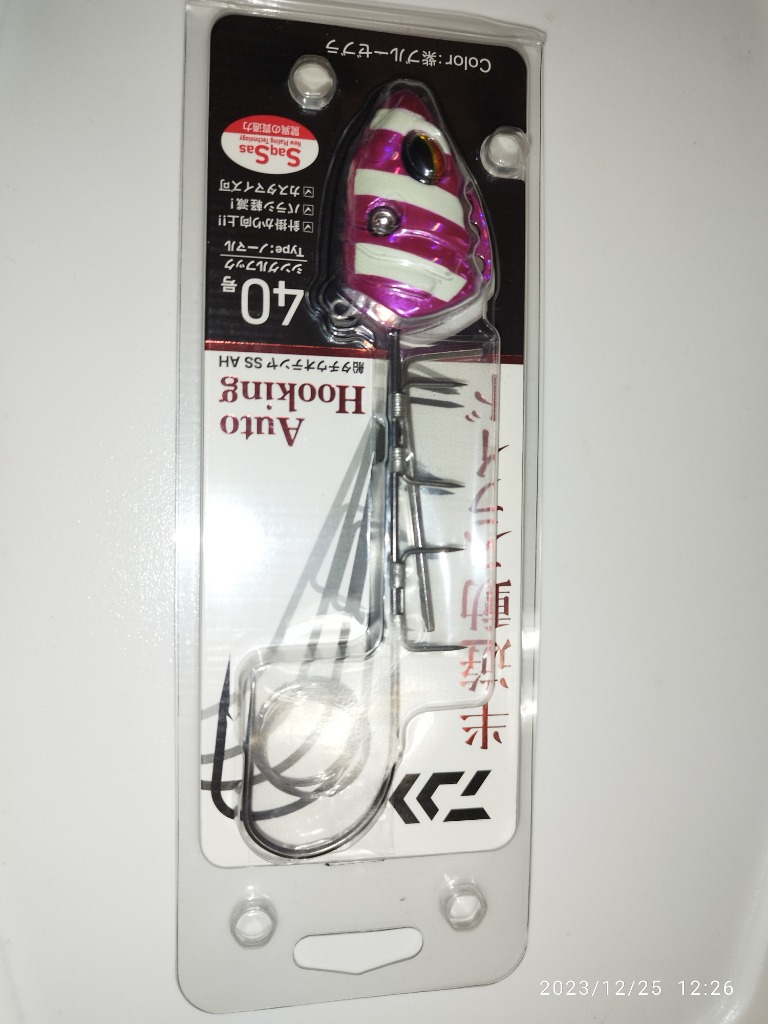 半遊動
Auto
Hooking
船タチウオテンヤ SS AH
40号
シングルフック
Type:ノーマル
☑針掛かり向上!!
☑バラシ軽減!
☑カスタマイズ可
SaqSas
New Plating Technology
驚異の貫通力
Color:紫ブルーゼブラ
2023/12/25 12:26